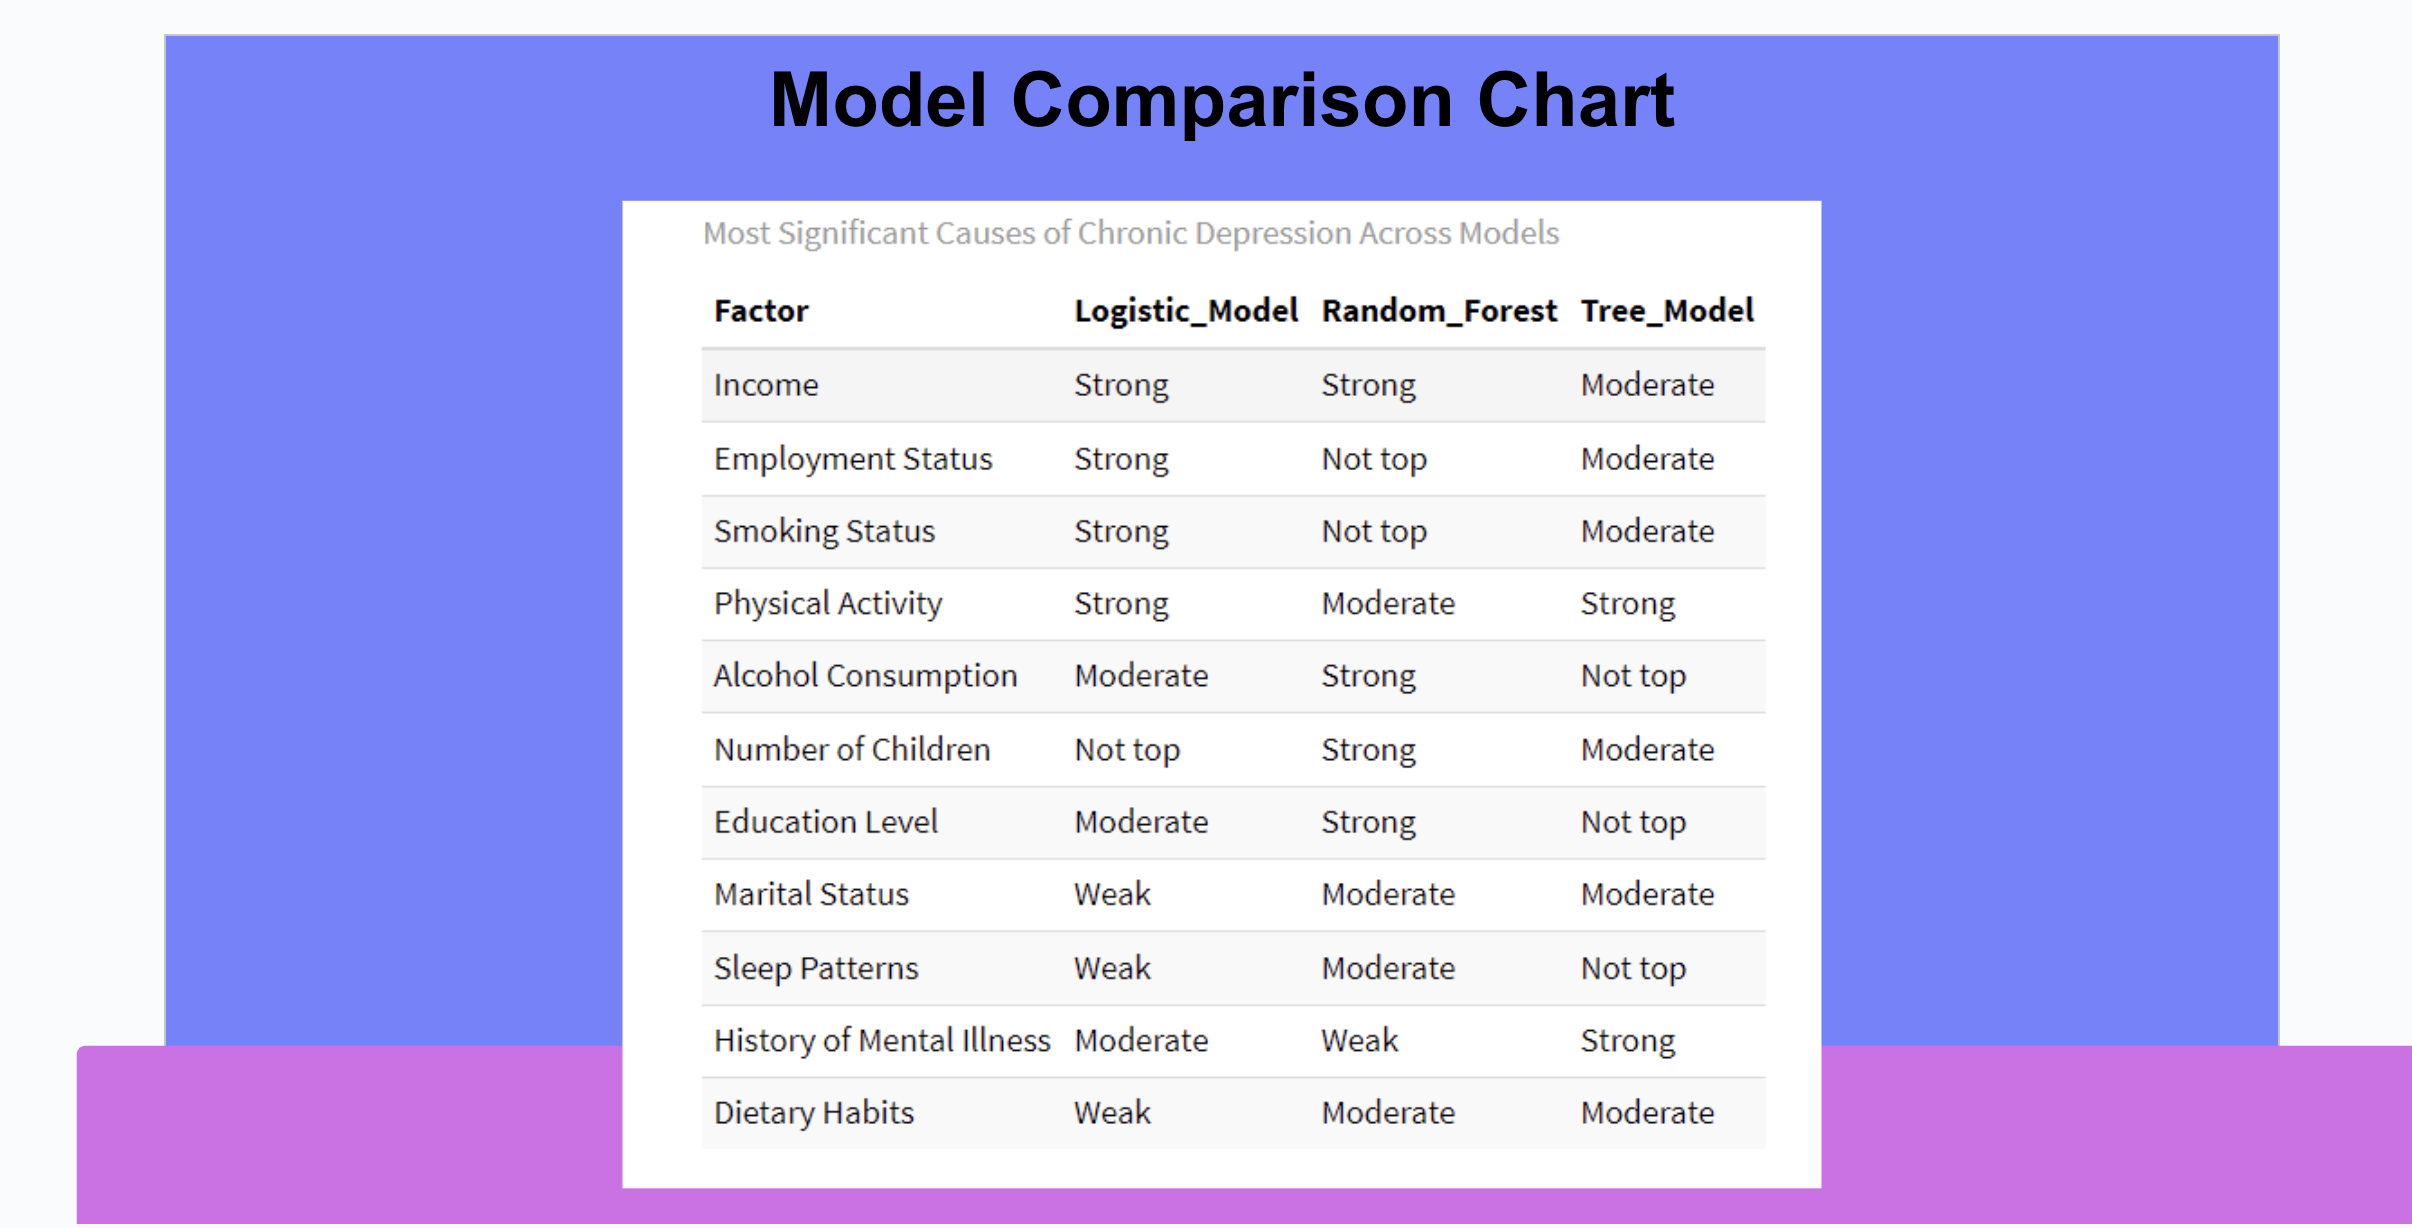 Model Comparison Chart
Most Significant Causes of Chronic Depression Across Models
Factor Logistic_Model Random_Forest Tree_Model
Income Strong Strong Moderate
Employment Status Strong Not top Moderate
Smoking Status Strong Not top Moderate
Physical Activity Strong Moderate Strong
Alcohol Consumption Moderate Strong Not top
Number of Children Not top Strong Moderate
Education Level Moderate Strong Not top
Marital Status Weak Moderate Moderate
Sleep Patterns Weak Moderate Not top
History of Mental Illness Moderate Weak Strong
Dietary Habits Weak Moderate Moderate